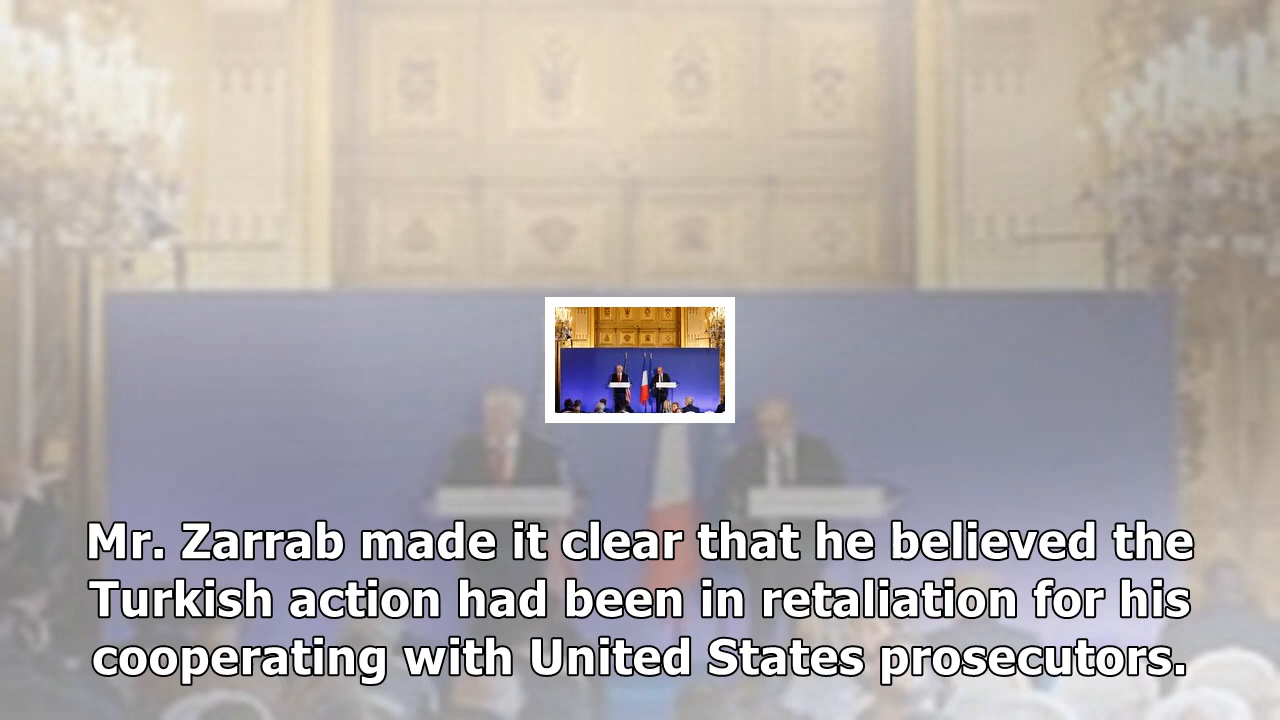 Mr. Zarrab made it clear that he believed the
Turkish action had been in retaliation for his
cooperating with United States prosecutors.